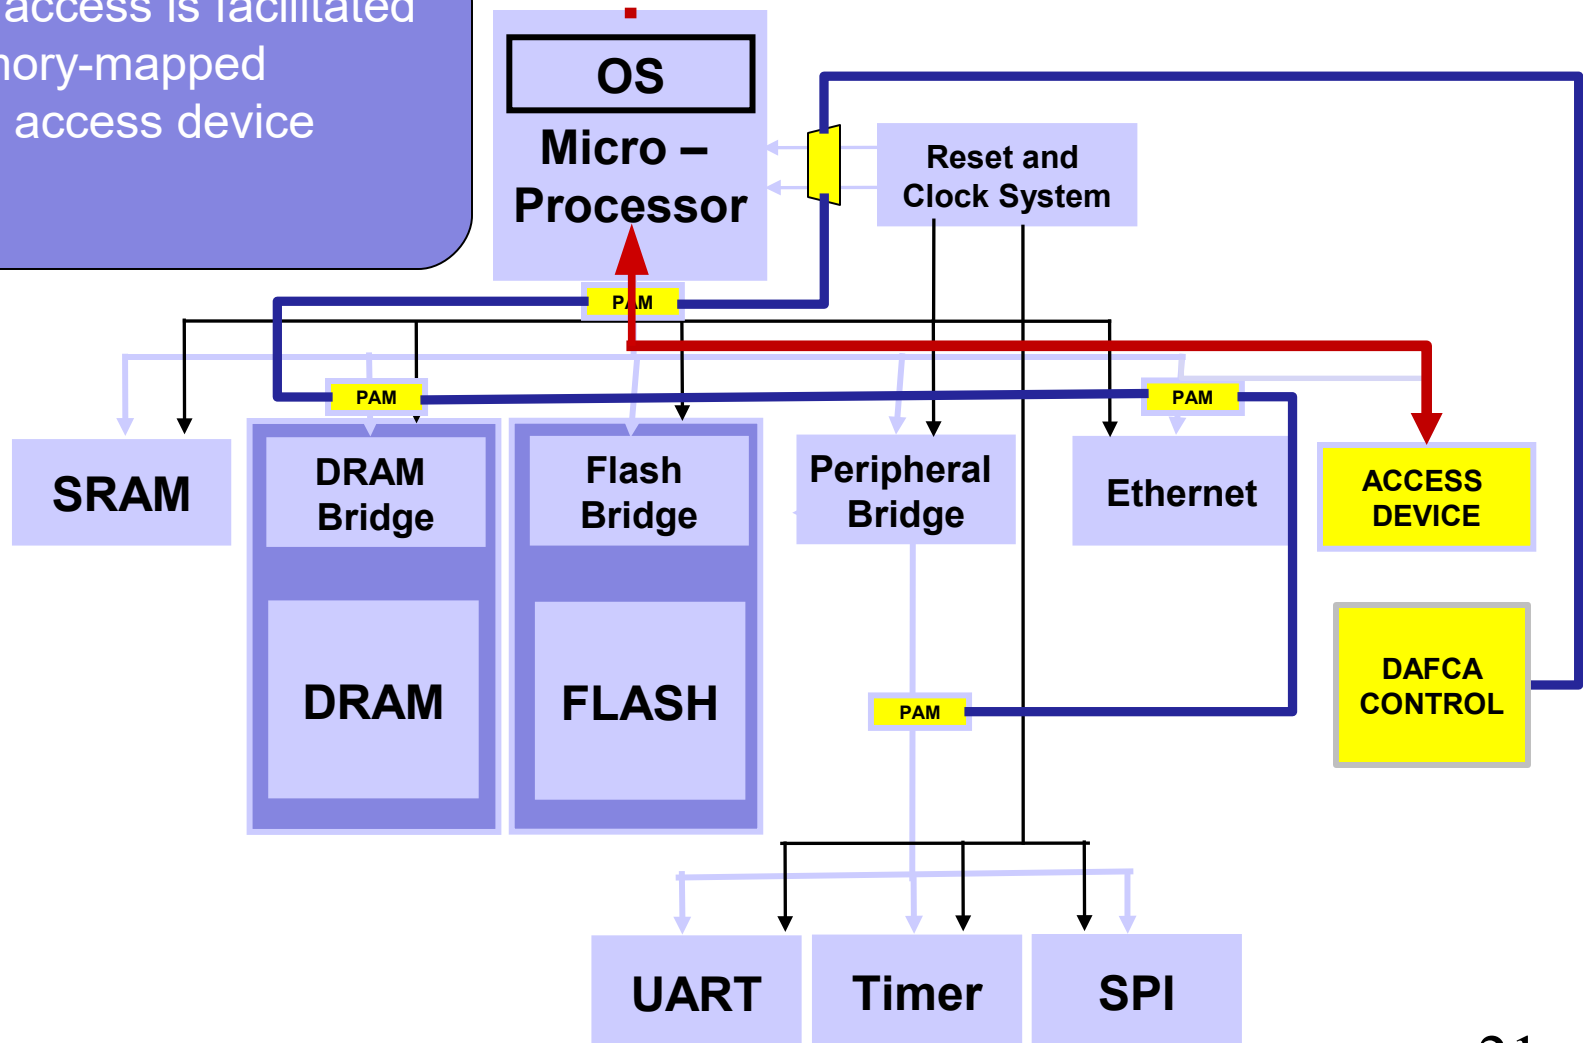 access is facilitated
mory-mapped
access device
OS
Micro –
Processor
Reset and
Clock System
PAM
PAM
PAM
SRAM
DRAM
Bridge
Flash
Bridge
Peripheral
Bridge
Ethernet
ACCESS
DEVICE
DRAM
FLASH
PAM
DAFCA
CONTROL
UART
Timer
SPI